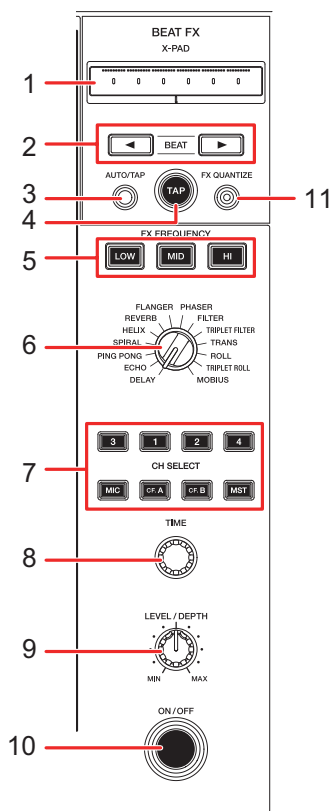 BEAT FX
X-PAD
1
0 0 0 0 0 0
2
BEAT
3
AUTO/TAP
TAP
FX QUANTIZE
11
4
FX FREQUENCY
5
LOW MID HI
FLANGER PHASER
REVERB FILTER
HELIX TRIPLET FILTER
6
SPIRAL TRANS
PING PONG ROLL
ECHO TRIPLET ROLL
DELAY MOBIUS
3 1 2 4
7
CH SELECT
MIC CF. A CF. B MST
TIME
8
LEVEL / DEPTH
9
MIN MAX
ON / OFF
10